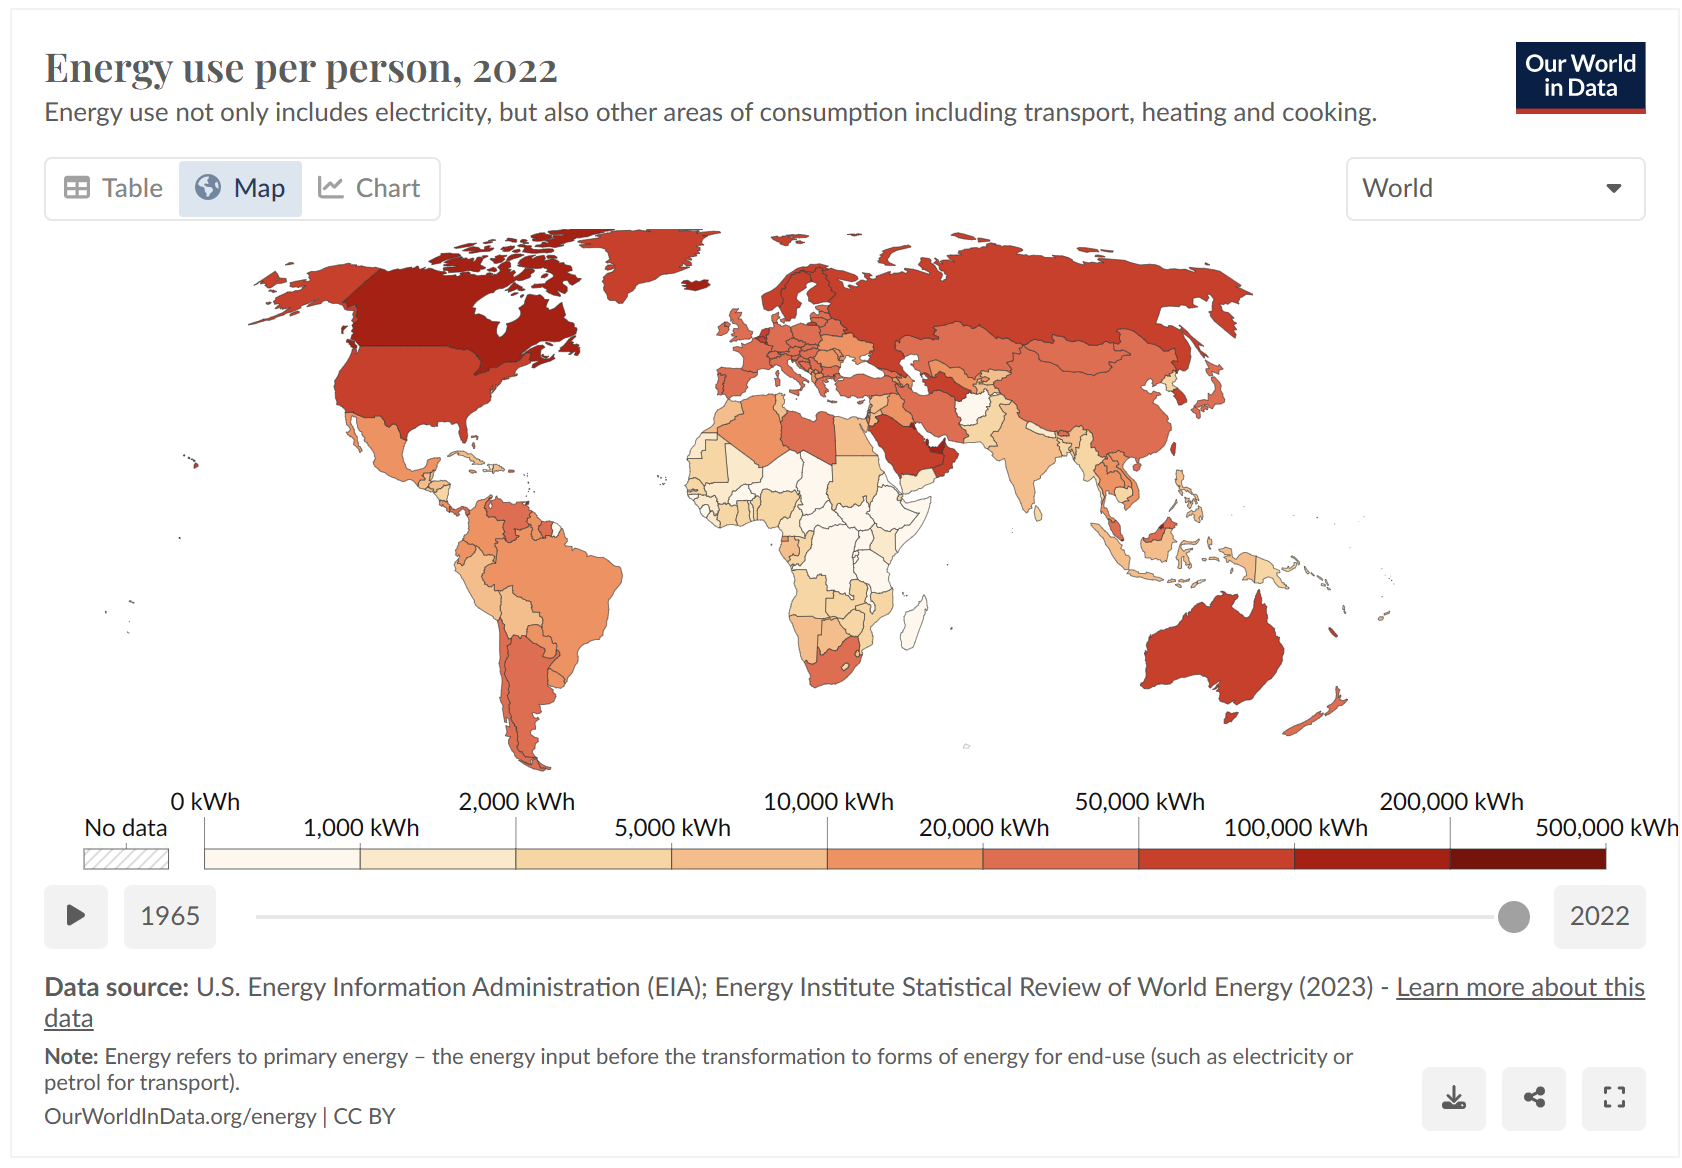 Energy use per person, 2022
Energy use not only includes electricity, but also other areas of consumption including transport, heating and cooking.
Our World
in Data
Table
Map
Chart
World
0 kWh
2,000 kWh
10,000 kWh
50,000 kWh
200,000 kWh
No data
1,000 kWh
5,000 kWh
20,000 kWh
100,000 kWh
500,000 kWh
1965
2022
Data source: U.S. Energy Information Administration (EIA); Energy Institute Statistical Review of World Energy (2023) - Learn more about this
data
Note: Energy refers to primary energy – the energy input before the transformation to forms of energy for end-use (such as electricity or
petrol for transport).
OurWorldInData.org/energy | CC BY